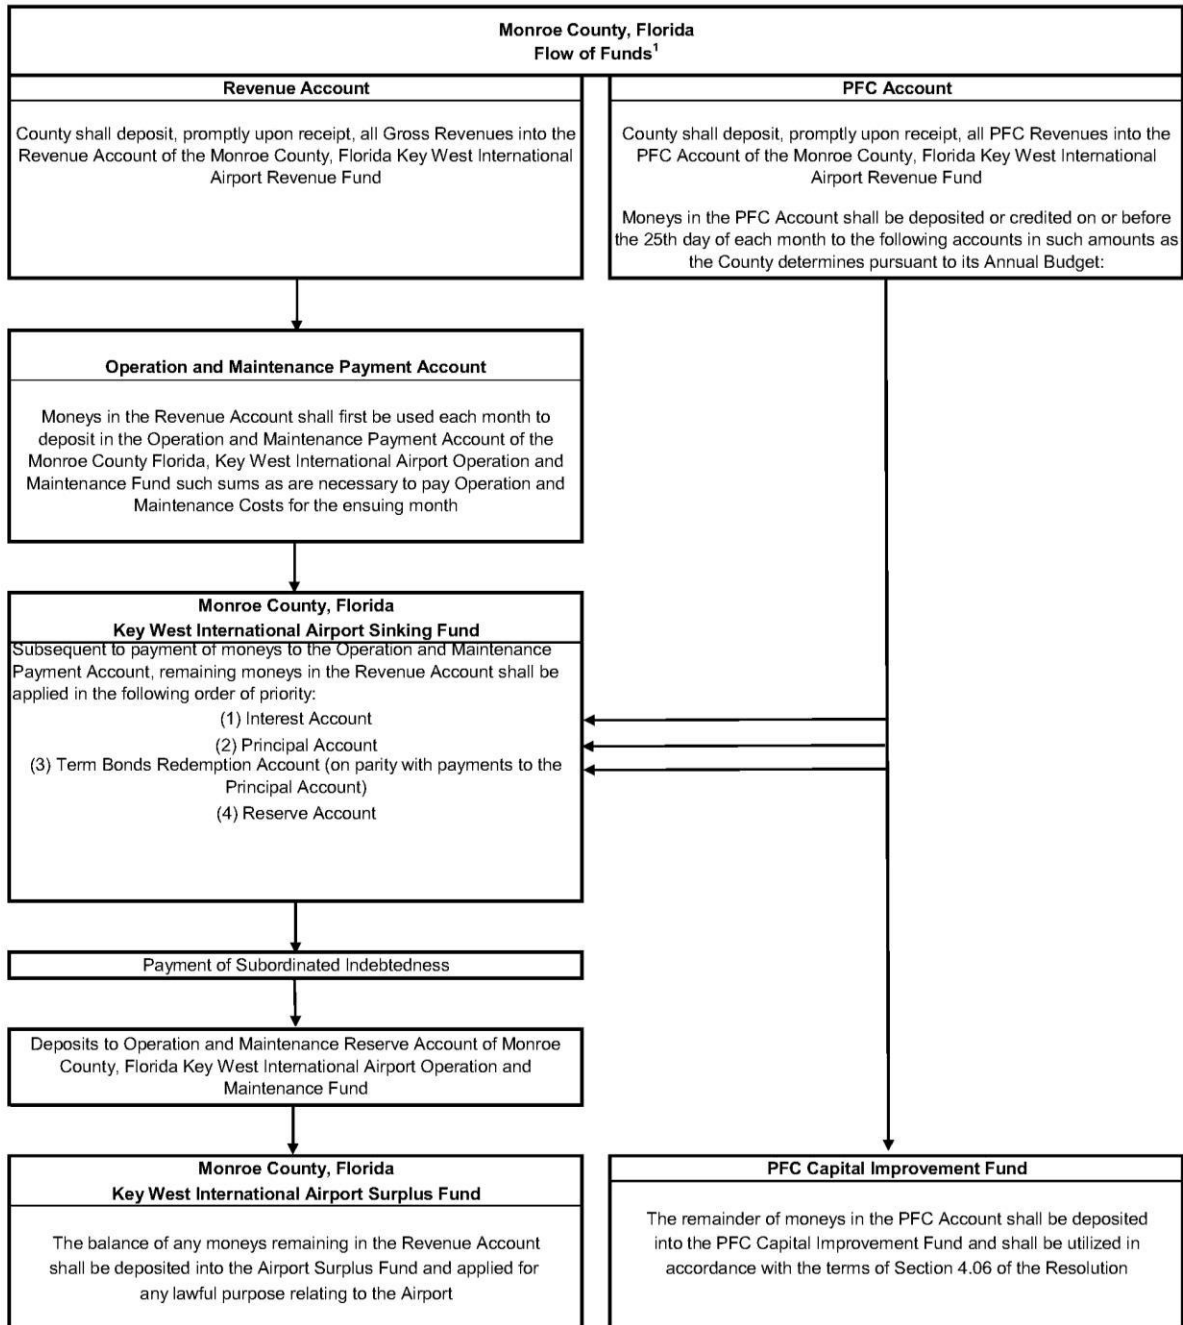 Monroe County, Florida
Flow of Funds1
Revenue Account
County shall deposit, promptly upon receipt, all Gross Revenues into the
Revenue Account of the Monroe County, Florida Key West International
Airport Revenue Fund
PFC Account
County shall deposit, promptly upon receipt, all PFC Revenues into the
PFC Account of the Monroe County, Florida Key West International
Airport Revenue Fund
Moneys in the PFC Account shall be deposited or credited on or before
the 25th day of each month to the following accounts in such amounts as
the County determines pursuant to its Annual Budget:
Operation and Maintenance Payment Account
Moneys in the Revenue Account shall first be used each month to
deposit in the Operation and Maintenance Payment Account of the
Monroe County Florida, Key West International Airport Operation and
Maintenance Fund such sums as are necessary to pay Operation and
Maintenance Costs for the ensuing month
Monroe County, Florida
Key West International Airport Sinking Fund
Subsequent to payment of moneys to the Operation and Maintenance
Payment Account, remaining moneys in the Revenue Account shall be
applied in the following order of priority:
(1) Interest Account
(2) Principal Account
(3) Term Bonds Redemption Account (on parity with payments to the
Principal Account)
(4) Reserve Account
Payment of Subordinated Indebtedness
Deposits to Operation and Maintenance Reserve Account of Monroe
County, Florida Key West International Airport Operation and
Maintenance Fund
Monroe County, Florida
Key West International Airport Surplus Fund
The balance of any moneys remaining in the Revenue Account
shall be deposited into the Airport Surplus Fund and applied for
any lawful purpose relating to the Airport
PFC Capital Improvement Fund
The remainder of moneys in the PFC Account shall be deposited
into the PFC Capital Improvement Fund and shall be utilized in
accordance with the terms of Section 4.06 of the Resolution